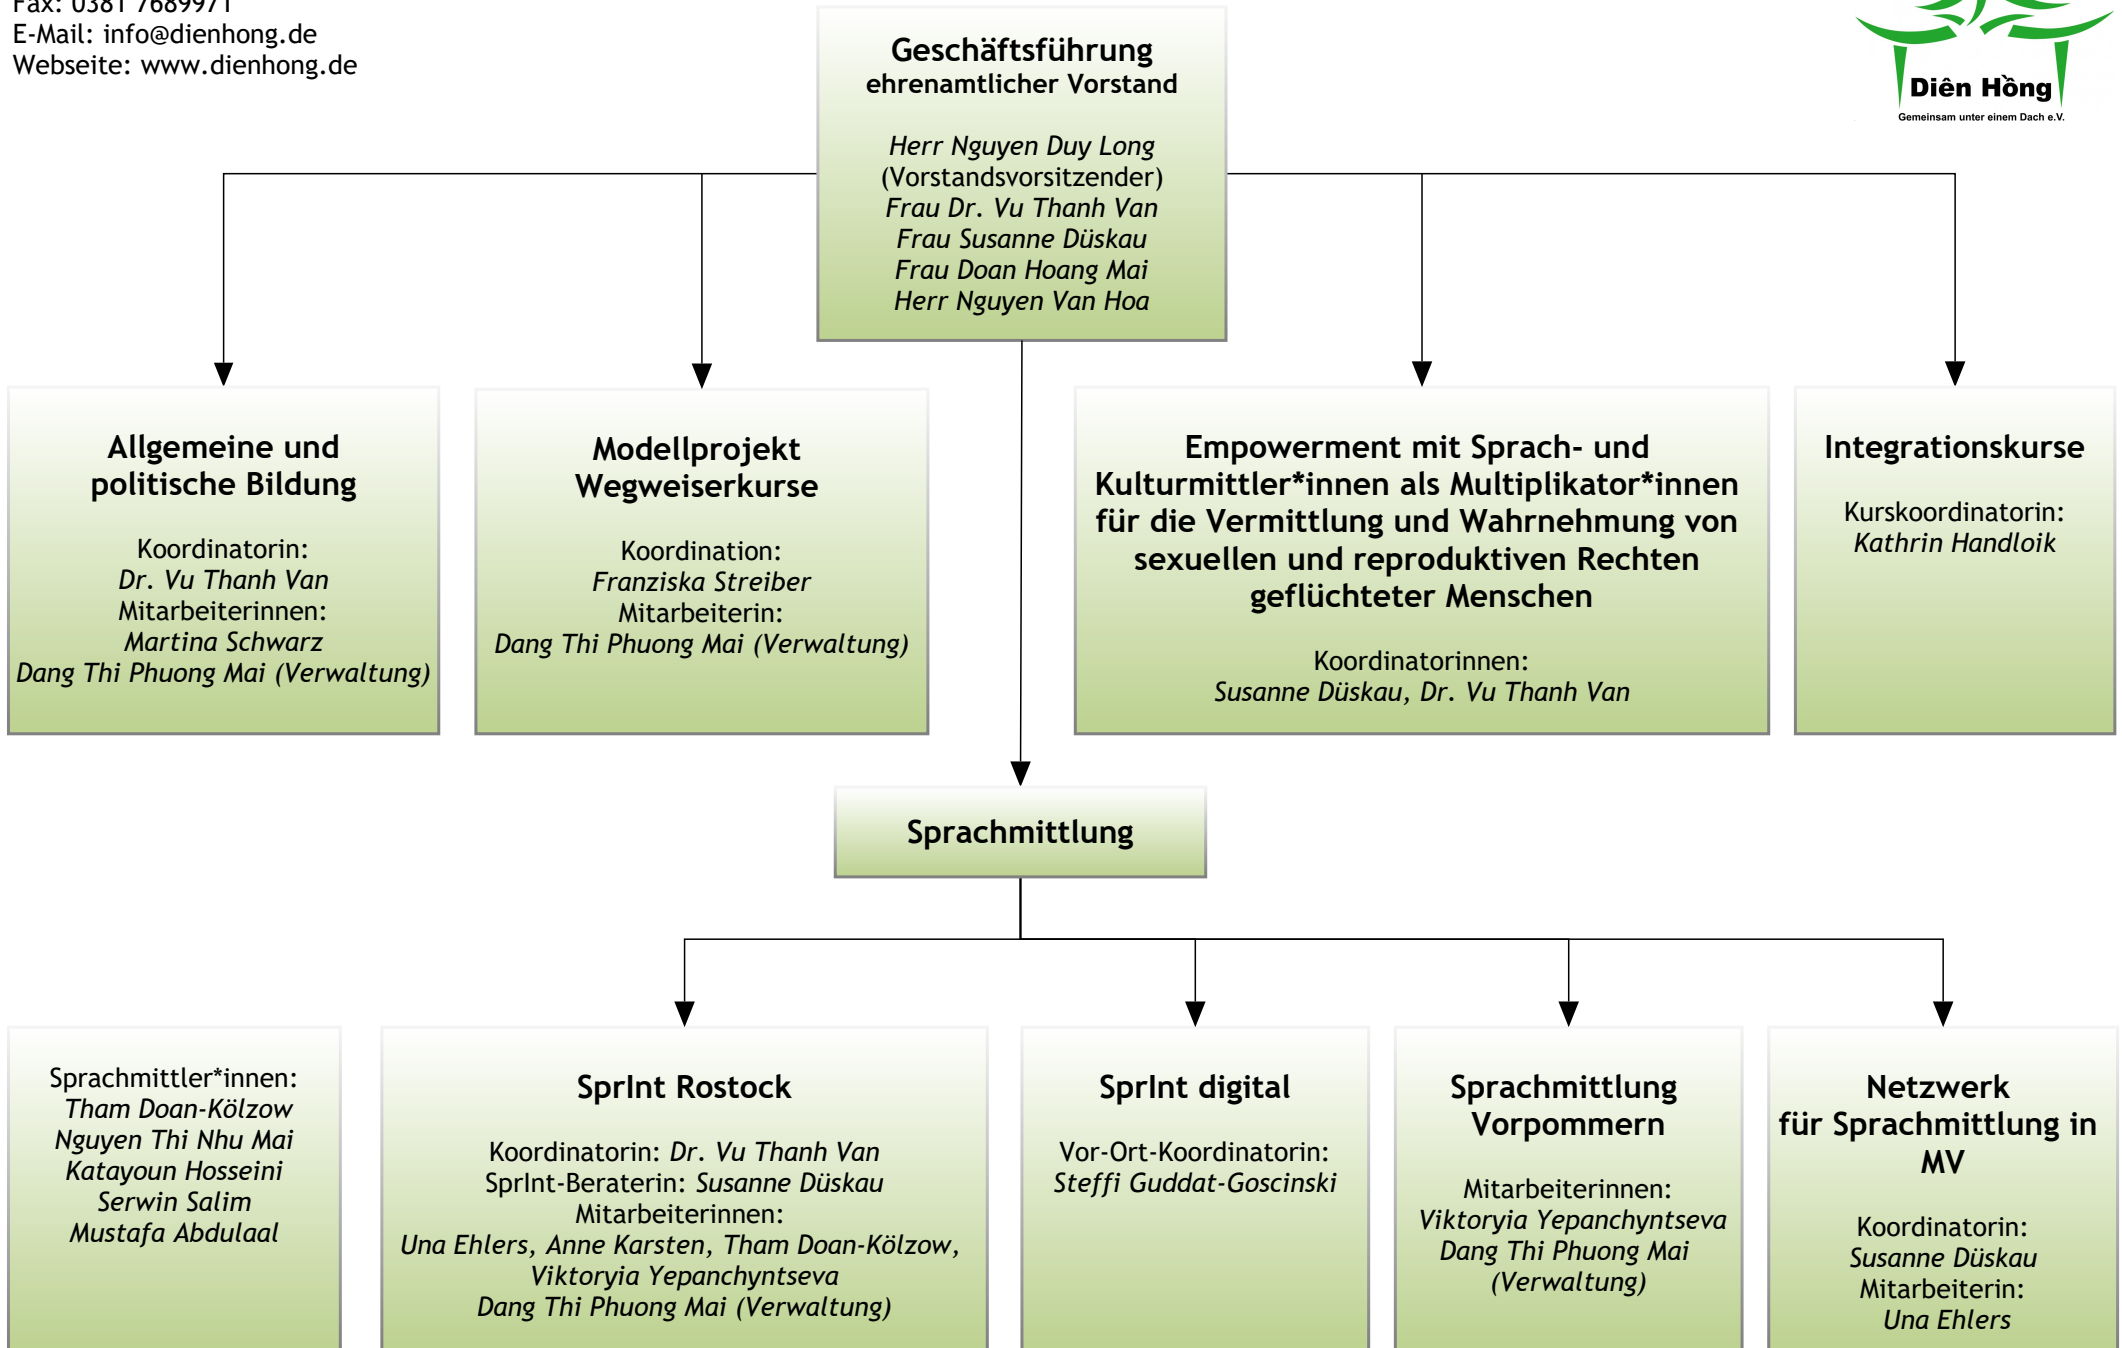 Fax: 0381 7689971
E-Mail: info@dienhong.de
Webseite: www.dienhong.de
Geschäftsführung
ehrenamtlicher Vorstand
Herr Nguyen Duy Long
(Vorstandsvorsitzender)
Frau Dr. Vu Thanh Van
Frau Susanne Düskau
Frau Doan Hoang Mai
Herr Nguyen Van Hoa
Diên Hồng
Gemeinsam unter einem Dach e.V.
Allgemeine und
politische Bildung
Koordinatorin:
Dr. Vu Thanh Van
Mitarbeiterinnen:
Martina Schwarz
Dang Thi Phuong Mai (Verwaltung)
Modellprojekt
Wegweiserkurse
Koordination:
Franziska Streiber
Mitarbeiterin:
Dang Thi Phuong Mai (Verwaltung)
Empowerment mit Sprach- und
Kulturmittler*innen als Multiplikator*innen
für die Vermittlung und Wahrnehmung von
sexuellen und reproduktiven Rechten
geflüchteter Menschen
Koordinatorinnen:
Susanne Düskau, Dr. Vu Thanh Van
Integrationskurse
Kurskoordinatorin:
Kathrin Handloik
Sprachmittlung
Sprachmittler*innen:
Tham Doan-Kölzow
Nguyen Thi Nhu Mai
Katayoun Hosseini
Serwin Salim
Mustafa Abdulaal
SprInt Rostock
Koordinatorin: Dr. Vu Thanh Van
SprInt-Beraterin: Susanne Düskau
Mitarbeiterinnen:
Una Ehlers, Anne Karsten, Tham Doan-Kölzow,
Viktoryia Yepanchyntseva
Dang Thi Phuong Mai (Verwaltung)
SprInt digital
Vor-Ort-Koordinatorin:
Steffi Guddat-Goscinski
Sprachmittlung
Vorpommern
Mitarbeiterinnen:
Viktoryia Yepanchyntseva
Dang Thi Phuong Mai
(Verwaltung)
Netzwerk
für Sprachmittlung in
MV
Koordinatorin:
Susanne Düskau
Mitarbeiterin:
Una Ehlers